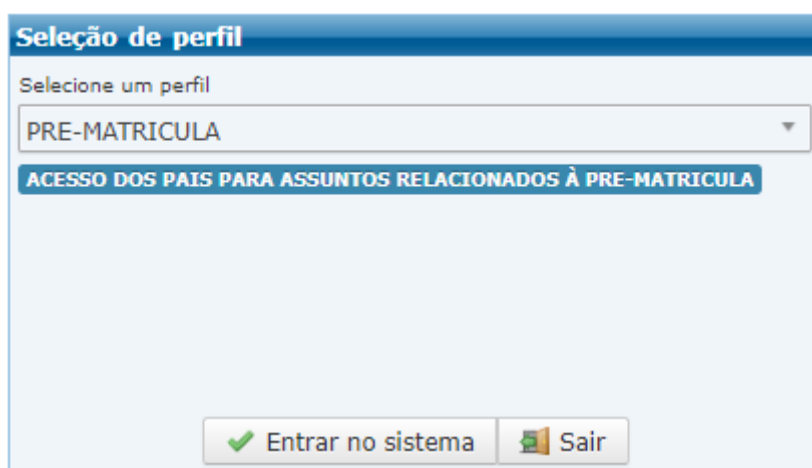 Seleção de perfil
Selecione um perfil
PRE-MATRICULA
ACESSO DOS PAIS PARA ASSUNTOS RELACIONADOS À PRE-MATRICULA
Entrar no sistema
Sair